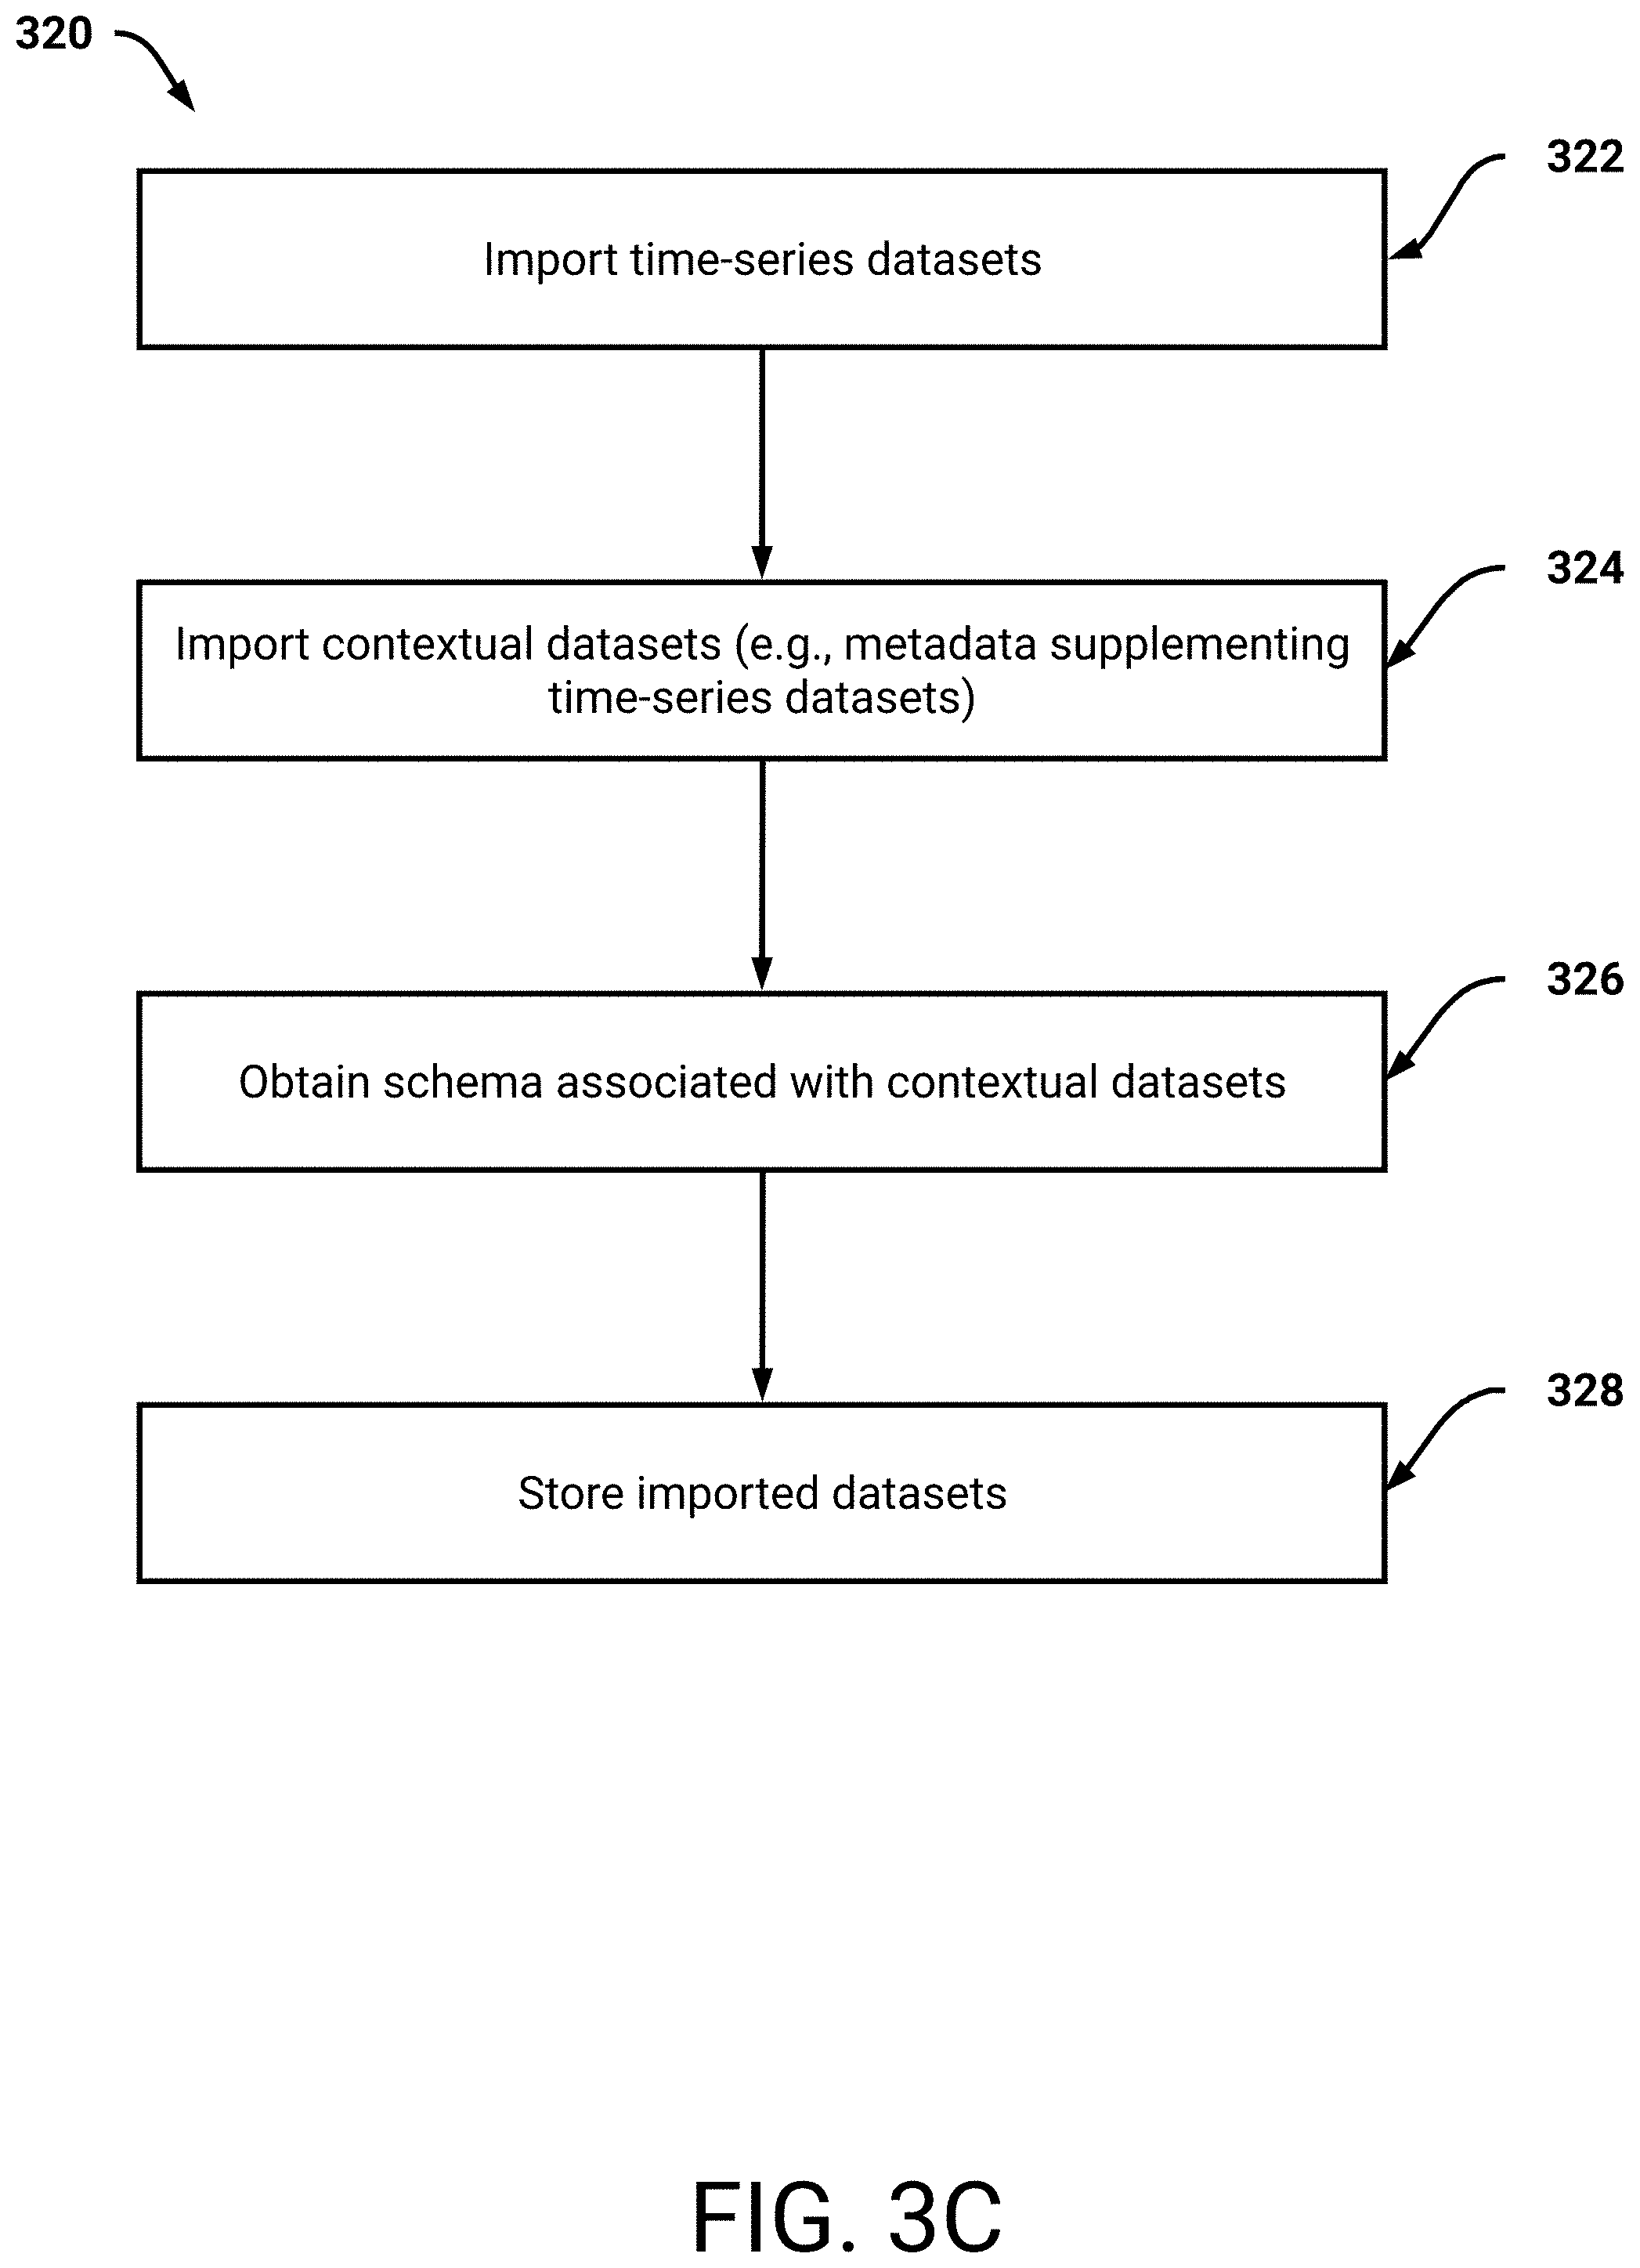 320
322
Import time-series datasets
324
Import contextual datasets (e.g., metadata supplementing
time-series datasets)
326
Obtain schema associated with contextual datasets
328
Store imported datasets
FIG. 3C